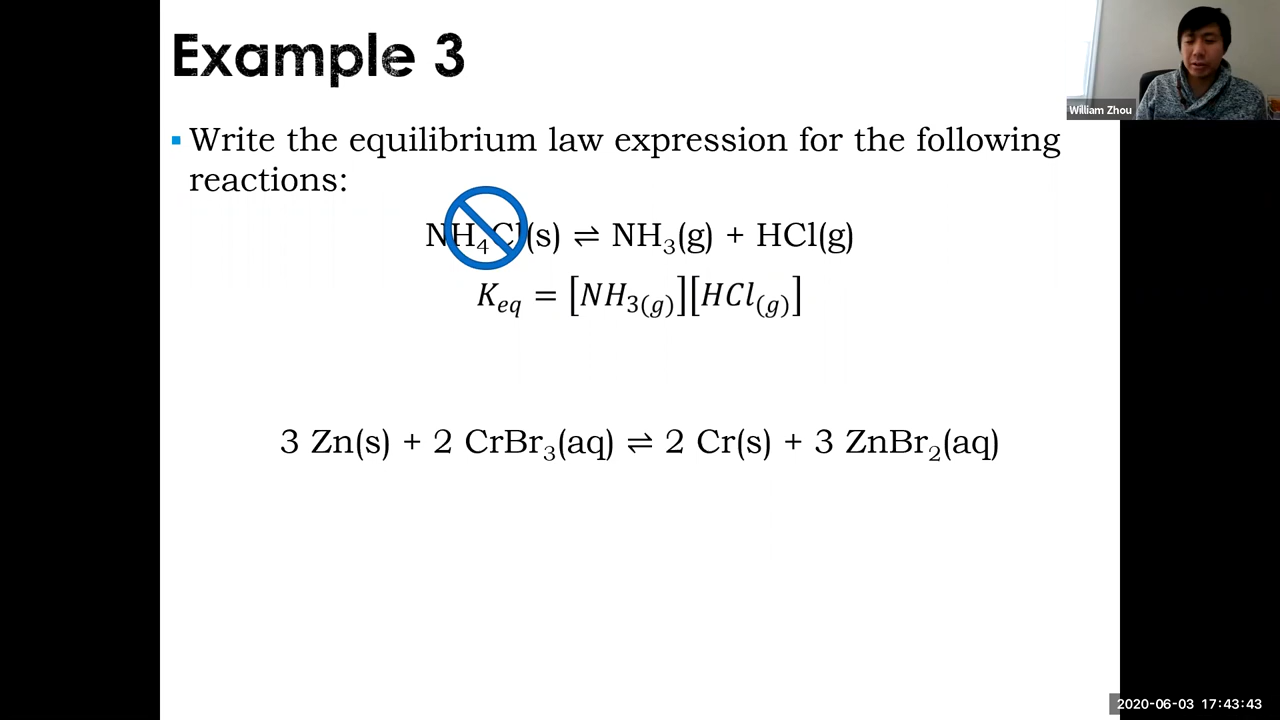 Example 3
William Zhou
▪ Write the equilibrium law expression for the following
reactions:
NH₄Cl(s) ⇌ NH₃(g) + HCl(g)
K_eq = [NH₃(g)][HCl(g)]
3 Zn(s) + 2 CrBr₃(aq) ⇌ 2 Cr(s) + 3 ZnBr₂(aq)
2020-06-03 17:43:43